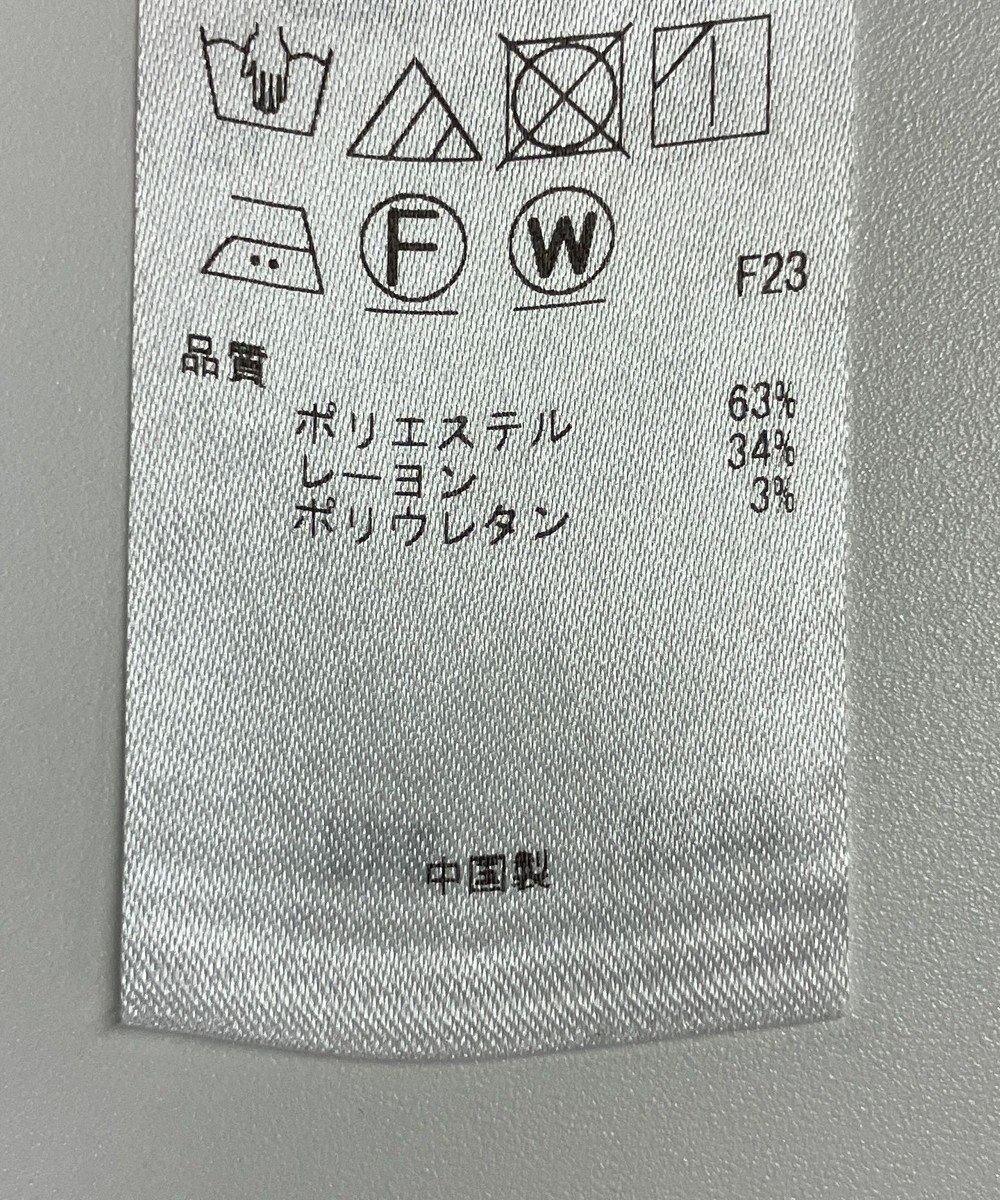 F W F23
品質
ポリエステル 63%
レーヨン 34%
ポリウレタン 3%
中国製